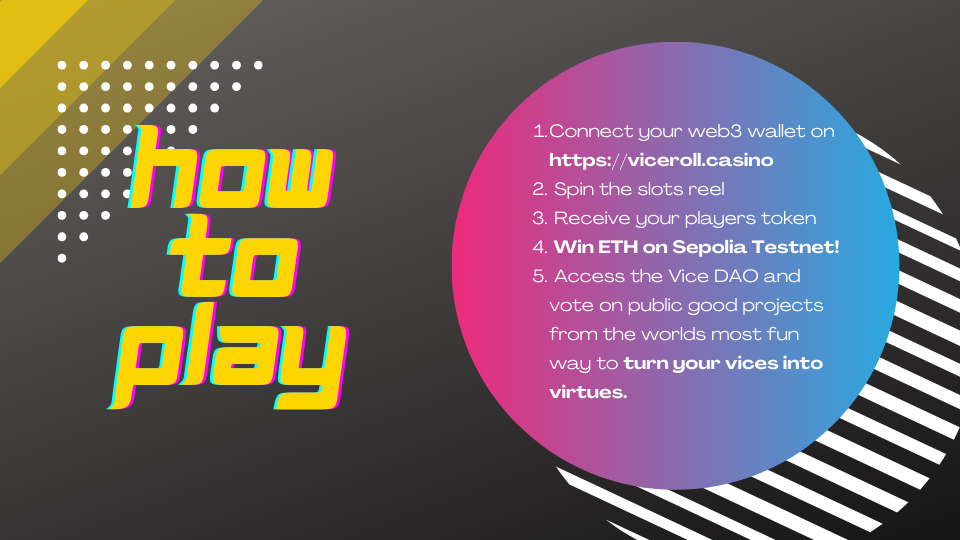 how
to
play
1. Connect your web3 wallet on
https://viceroll.casino
2. Spin the slots reel
3. Receive your players token
4. Win ETH on Sepolia Testnet!
5. Access the Vice DAO and
vote on public good projects
from the worlds most fun
way to turn your vices into
virtues.